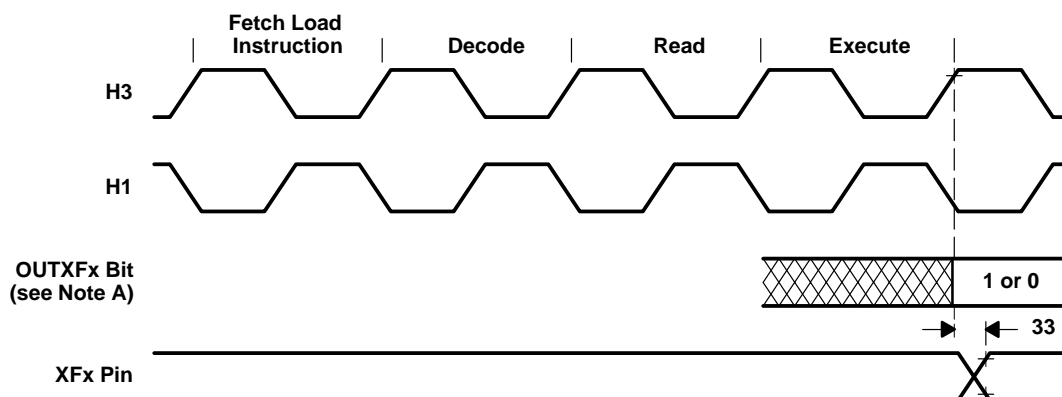 Fetch Load
Instruction
Decode
Read
Execute
H3
H1
OUTXFx Bit
(see Note A)
1 or 0
33
XFx Pin